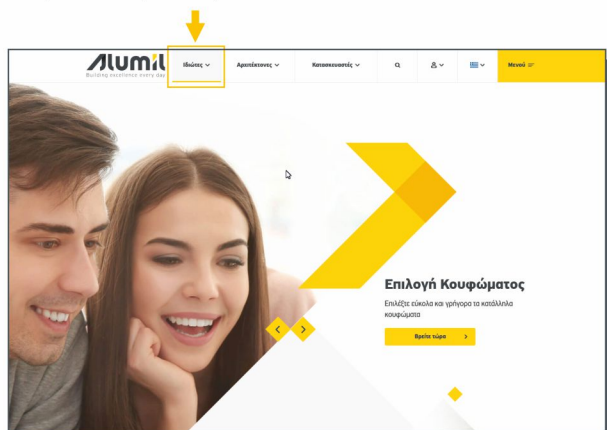 Alumil
Building excellence every day
Ιδιώτες
Αρχιτέκτονες
Κατασκευαστές
Μενού
Επιλογή Κουφώματος
Επιλέξτε εύκολα και γρήγορα τα κατάλληλα
κουφώματα
Βρείτε τώρα